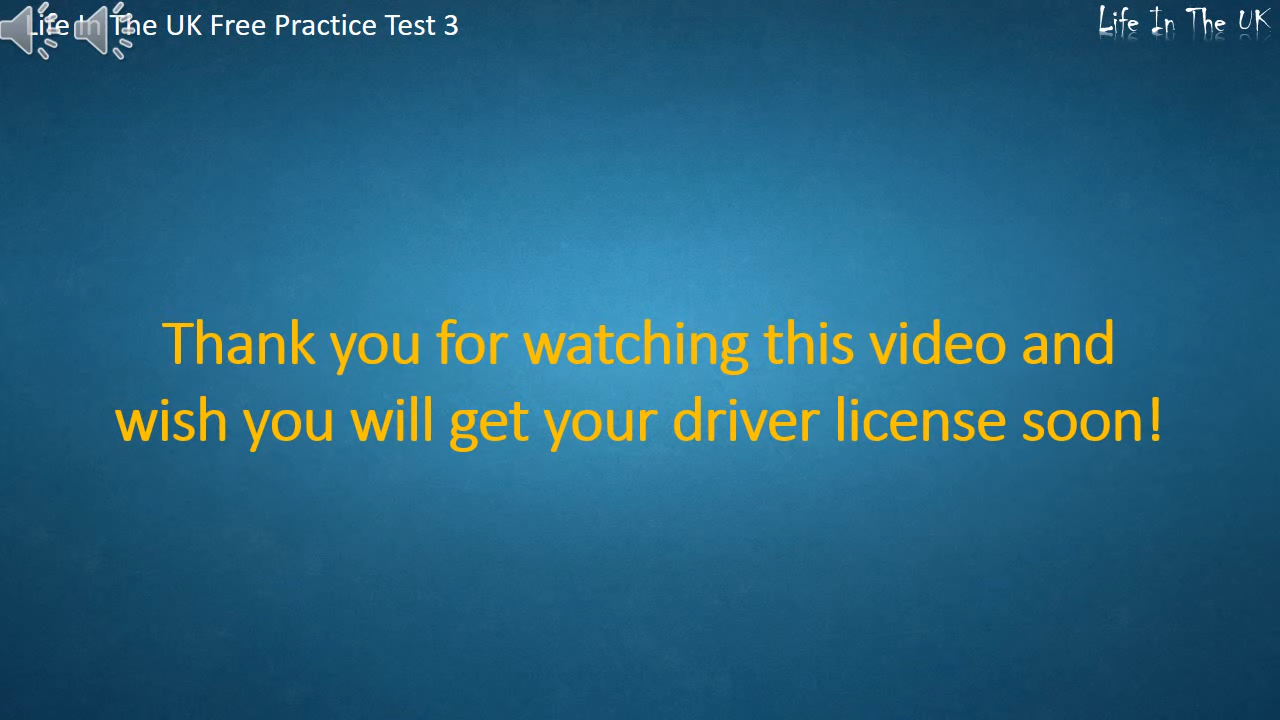 Life In The UK Free Practice Test 3
Life In The UK
Thank you for watching this video and
wish you will get your driver license soon!